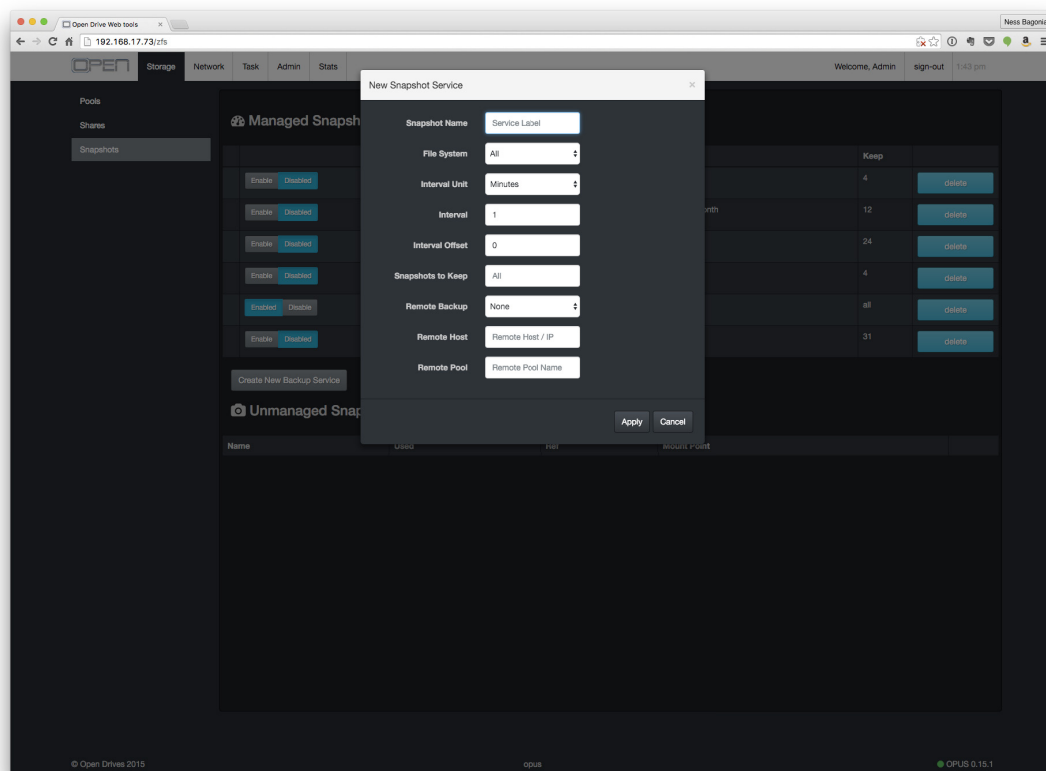 Open Drive Web tools
Ness Bagonia
192.168.17.73/zfs
OPEN Storage Network Task Admin Stats Welcome, Admin sign-out 1:43 pm
Pools
Shares
Snapshots
Managed Snapsh
Keep
Enable Disabled 4 delete
Enable Disabled onth 12 delete
Enable Disabled 24 delete
Enable Disabled 4 delete
Enabled Disable all delete
Enable Disabled 31 delete
Create New Backup Service
Unmanaged Snap
Name Used Ref Mount Point
New Snapshot Service ×
Snapshot Name Service Label
File System All
Interval Unit Minutes
Interval 1
Interval Offset 0
Snapshots to Keep All
Remote Backup None
Remote Host Remote Host / IP
Remote Pool Remote Pool Name
Apply Cancel
© Open Drives 2015 opus OPUS 0.15.1